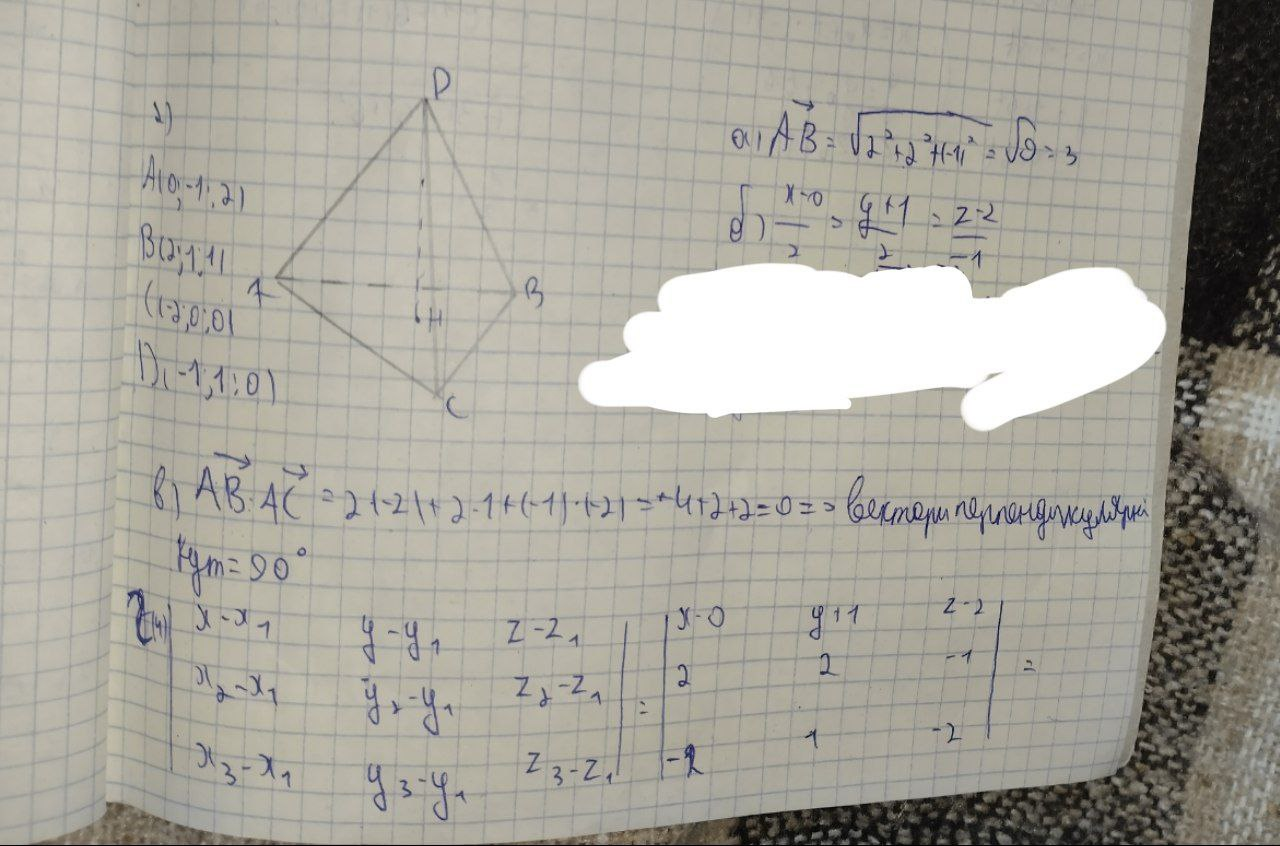 2)
A(0;-1;2)
B(2;1;1)
C(-2;0;0)
D(-1;1;0)
D
A
B
H
C
а) AB = √2²+2²+(-1)² = √9 = 3
б) x-0/2 = y+1/2 = z-2/-1
в) AB·AC = 2·(-2)+2·1+(-1)·(-2) = -4+2+2=0 => вектори перпендикулярні
Кут = 90°
x-x₁ y-y₁ z-z₁ | = | x-0 y+1 z-2
x₂-x₁ y₂-y₁ z₂-z₁ | = | 2 2 -1 | =
x₃-x₁ y₃-y₁ z₃-z₁ | | -2 1 -2